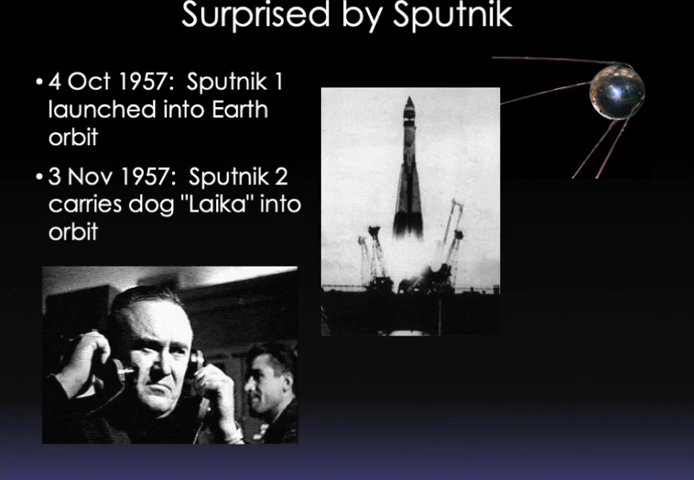 Surprised by Sputnik
• 4 Oct 1957: Sputnik 1
launched into Earth
orbit
• 3 Nov 1957: Sputnik 2
carries dog "Laika" into
orbit